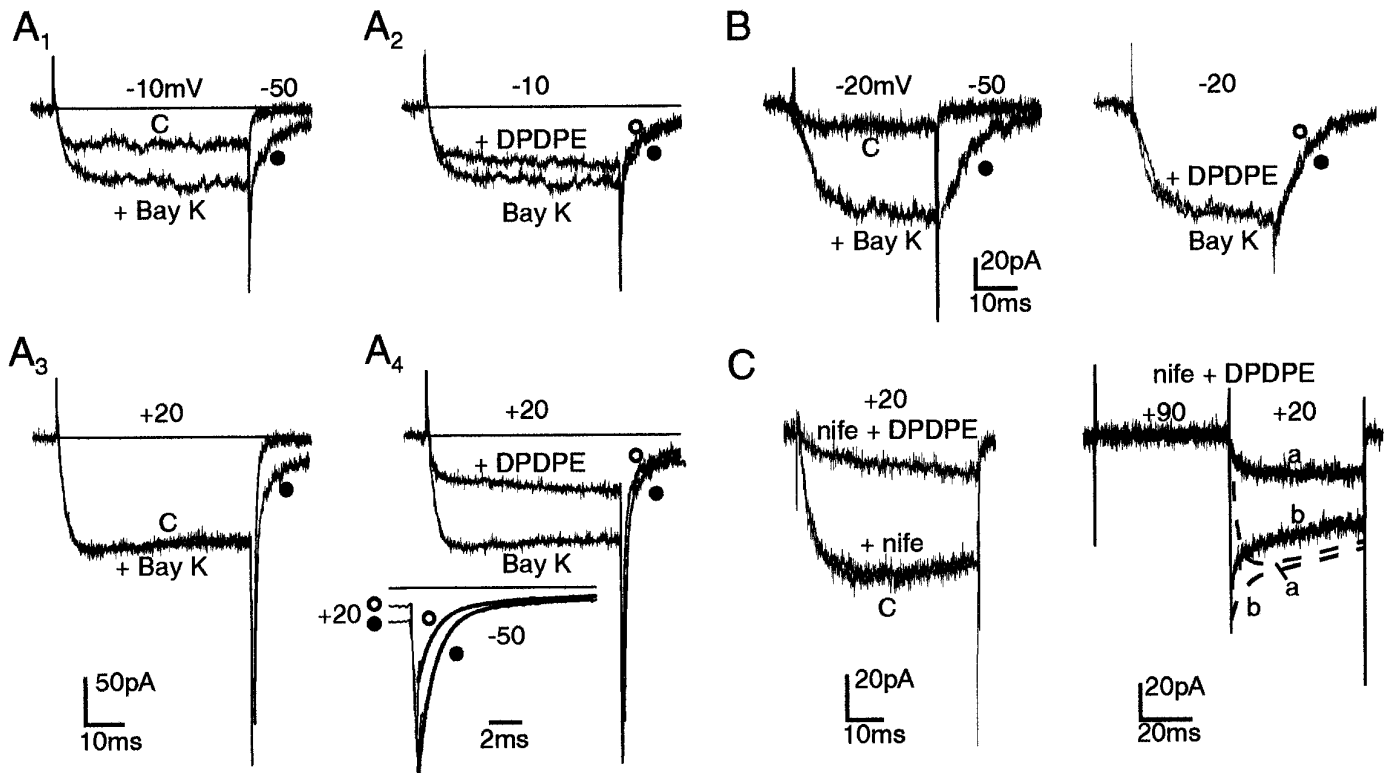 A1
-10mV
-50
C
+ Bay K
A2
-10
+ DPDPE
Bay K
B
-20mV
-50
C
+ Bay K
20pA
10ms
-20
+ DPDPE
Bay K
A3
+20
C
+ Bay K
50pA
10ms
A4
+20
+ DPDPE
Bay K
+20
-50
2ms
C
+20
nife + DPDPE
+ nife
C
20pA
10ms
nife + DPDPE
+90
+20
a
b
a
b
20pA
20ms